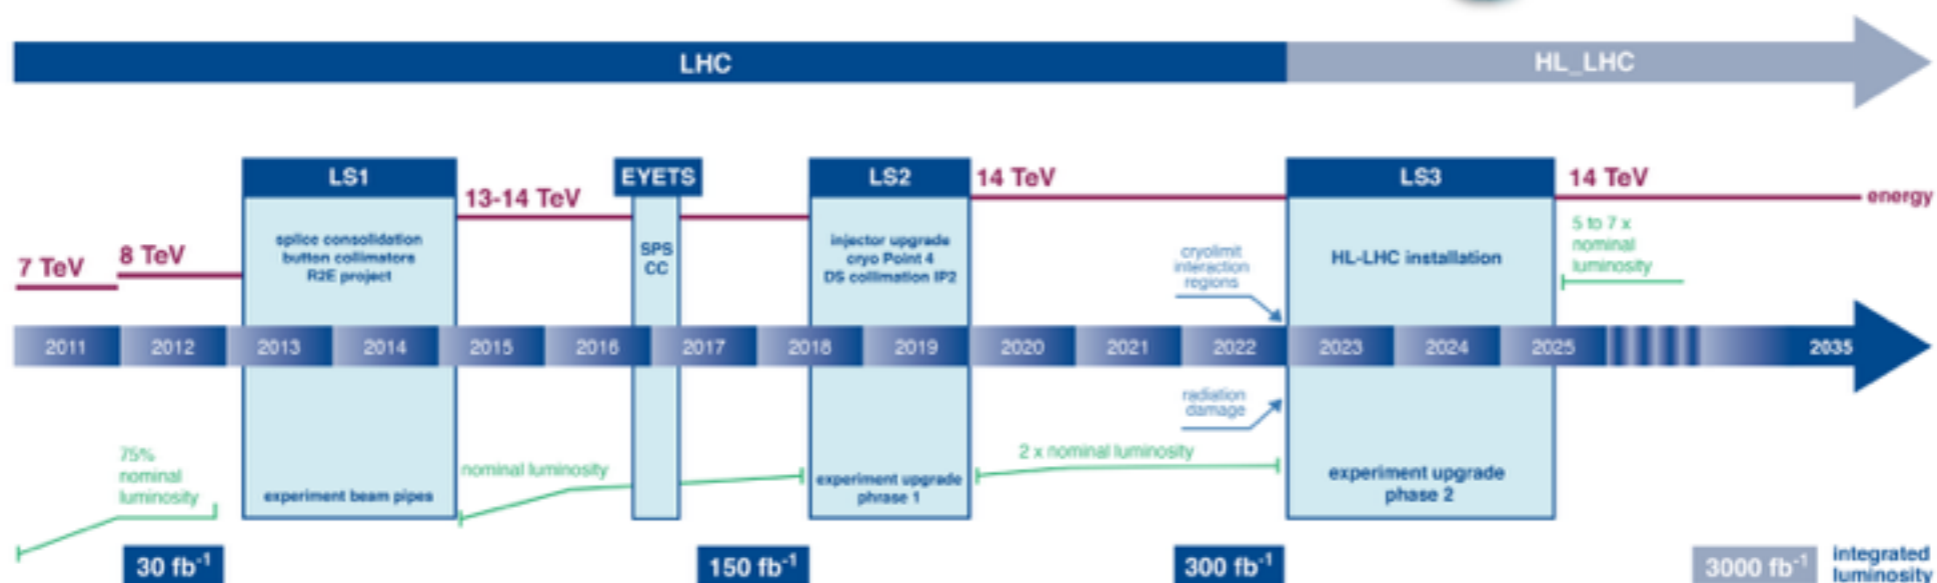 LHC
HL_LHC
LS1
EYETS
LS2
14 TeV
LS3
14 TeV
13-14 TeV
energy
7 TeV
8 TeV
splice consolidation
button collimators
R2E project
SPS
CC
injector upgrade
cryo Point 4
DS collimation IP2
cryolimit
interaction
regions
HL-LHC installation
5 to 7 x
nominal
luminosity
2011
2012
2013
2014
2015
2016
2017
2018
2019
2020
2021
2022
2023
2024
2025
2035
radiation
damage
75%
nominal
luminosity
experiment beam pipes
nominal luminosity
experiment upgrade
phrase 1
2 x nominal luminosity
experiment upgrade
phase 2
30 fb-1
150 fb-1
300 fb-1
3000 fb-1
integrated
luminosity